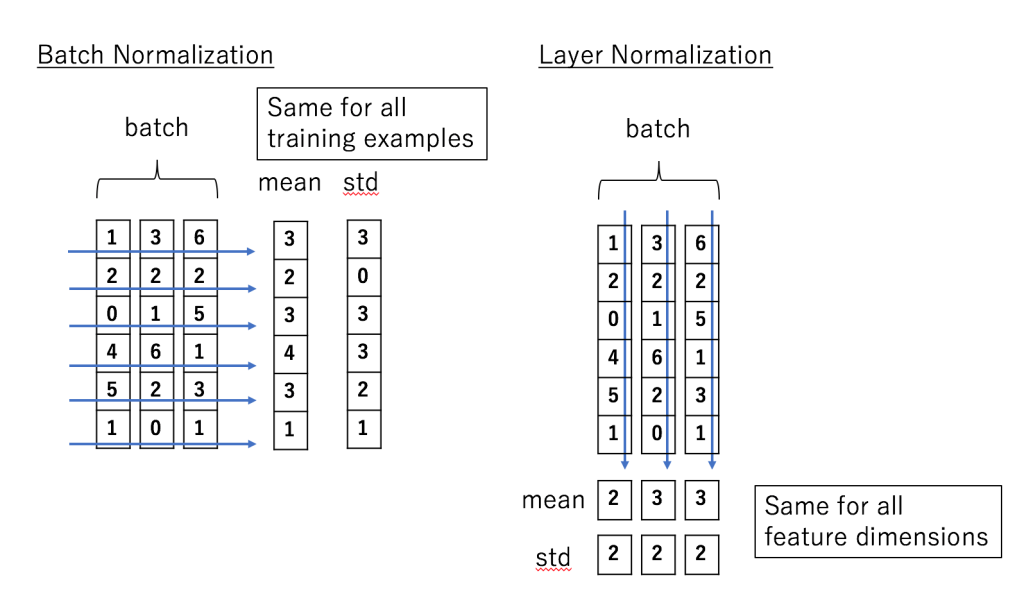 Batch Normalization
batch
Same for all
training examples
mean std
1 3 6 3 3
2 2 2 2 0
0 1 5 3 3
4 6 1 4 3
5 2 3 3 2
1 0 1 1 1
Layer Normalization
batch
1 3 6
2 2 2
0 1 5
4 6 1
5 2 3
1 0 1
mean 2 3 3
std 2 2 2
Same for all
feature dimensions